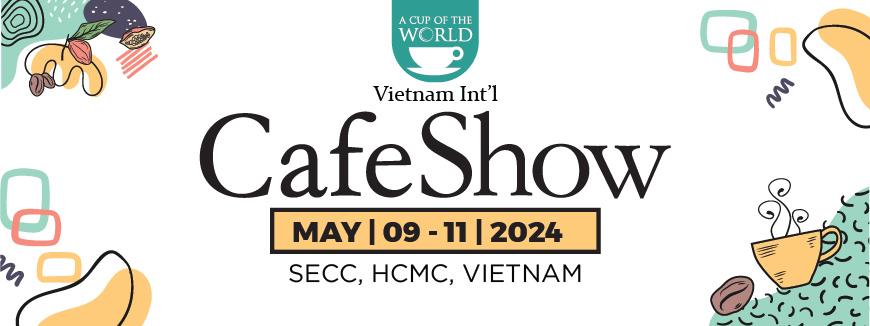 A CUP OF THE
WORLD
Vietnam Int'l
CafeShow
MAY | 09 - 11 | 2024
SECC, HCMC, VIETNAM